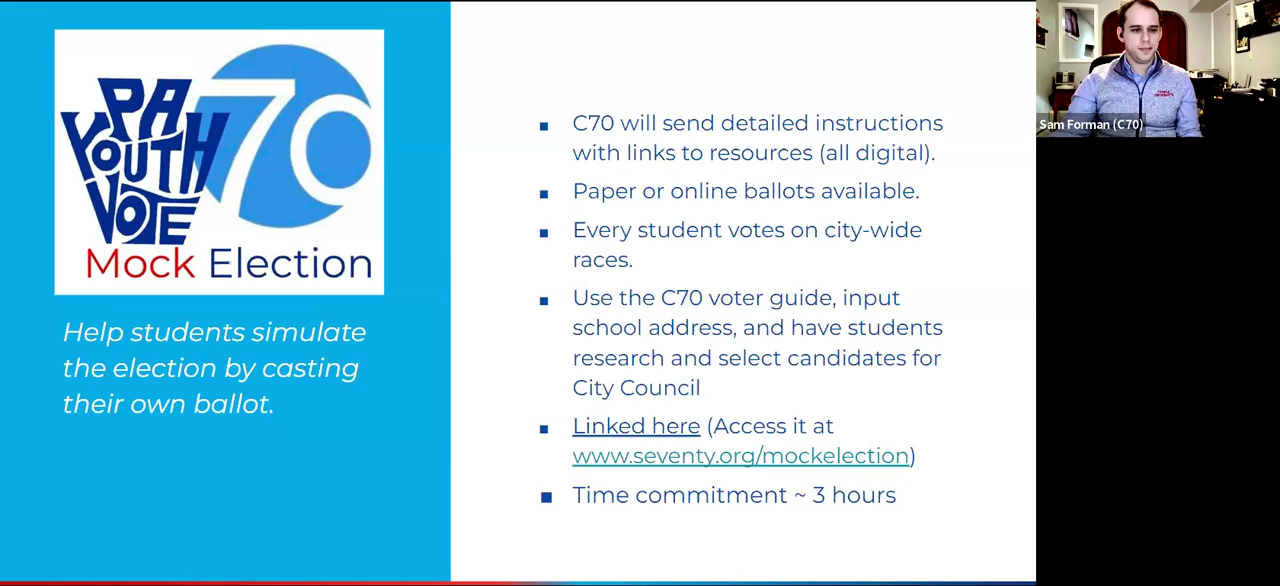 PA
YOUTH
VOTE
70
Mock Election
Help students simulate
the election by casting
their own ballot.
C70 will send detailed instructions
with links to resources (all digital).
Paper or online ballots available.
Every student votes on city-wide
races.
Use the C70 voter guide, input
school address, and have students
research and select candidates for
City Council
Linked here (Access it at
www.seventy.org/mockelection)
Time commitment ~ 3 hours
Sam Forman (C70)